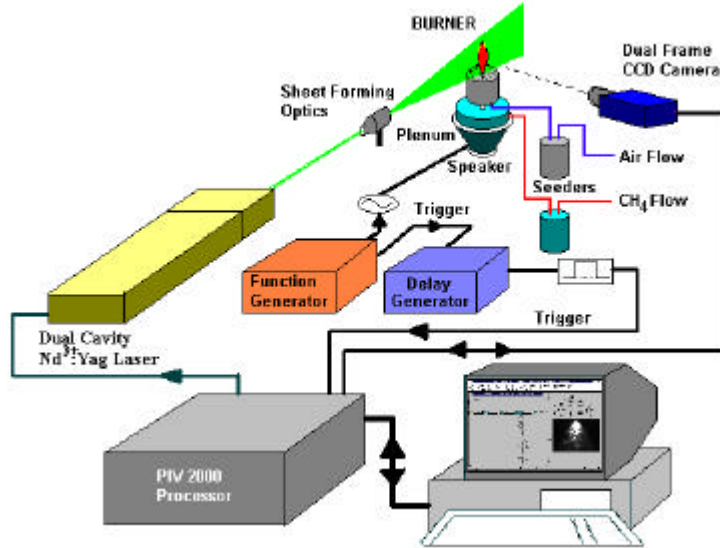 BURNER
Dual Frame
CCD Camera
Sheet Forming
Optics
Plenum
Speaker
Air Flow
Seeders
CH4 Flow
Trigger
Function
Generator
Delay
Generator
Trigger
Dual Cavity
Nd3+:Yag Laser
PIV 2000
Processor